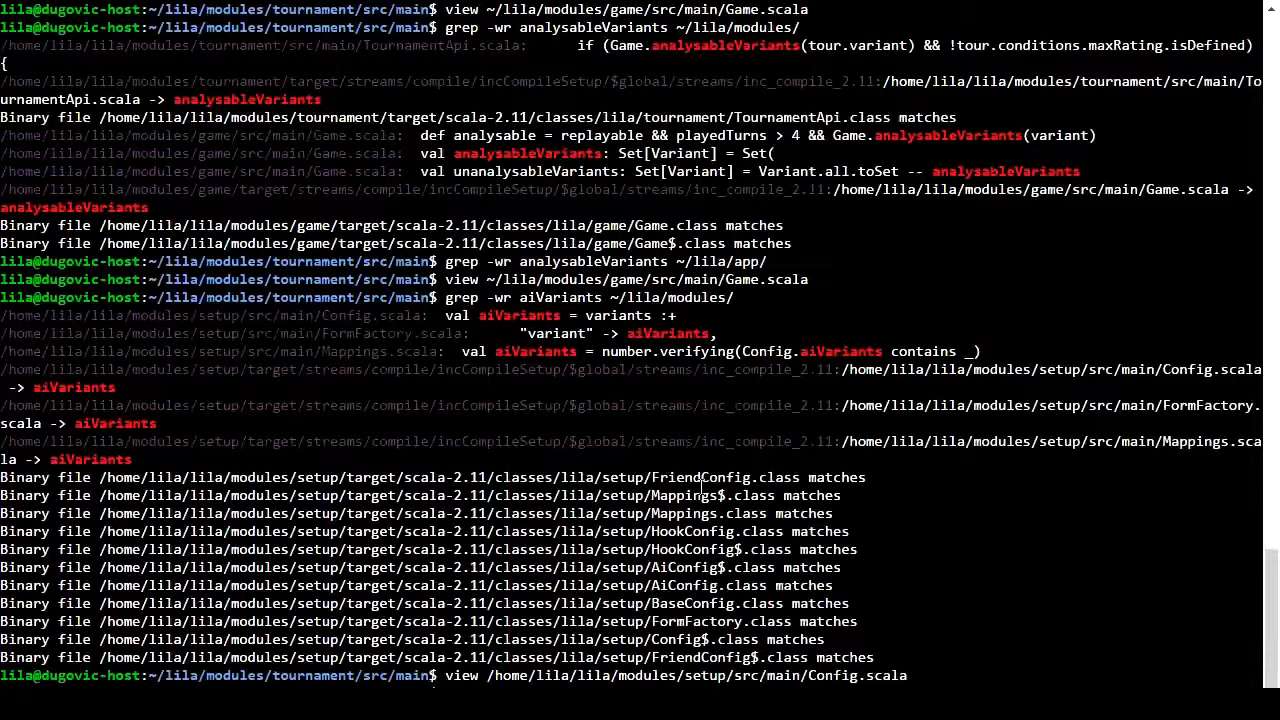 lila@dugovic-host:~/lila/modules/tournament/src/main$ view ~/lila/modules/game/src/main/Game.scala
lila@dugovic-host:~/lila/modules/tournament/src/main$ grep -wr analysableVariants ~/lila/modules/
/home/lila/lila/modules/tournament/src/main/TournamentApi.scala:      if (Game.analysableVariants(tour.variant) && !tour.conditions.maxRating.isDefined)
{
/home/lila/lila/modules/tournament/target/streams/compile/incCompileSetup/$global/streams/inc_compile_2.11:/home/lila/lila/modules/tournament/src/main/To
urnamentApi.scala -> analysableVariants
Binary file /home/lila/lila/modules/tournament/target/scala-2.11/classes/lila/tournament/TournamentApi.class matches
/home/lila/lila/modules/game/src/main/Game.scala:  def analysable = replayable && playedTurns > 4 && Game.analysableVariants(variant)
/home/lila/lila/modules/game/src/main/Game.scala:  val analysableVariants: Set[Variant] = Set(
/home/lila/lila/modules/game/src/main/Game.scala:  val unanalysableVariants: Set[Variant] = Variant.all.toSet -- analysableVariants
/home/lila/lila/modules/game/target/streams/compile/incCompileSetup/$global/streams/inc_compile_2.11:/home/lila/lila/modules/game/src/main/Game.scala ->
analysableVariants
Binary file /home/lila/lila/modules/game/target/scala-2.11/classes/lila/game/Game.class matches
Binary file /home/lila/lila/modules/game/target/scala-2.11/classes/lila/game/Game$.class matches
lila@dugovic-host:~/lila/modules/tournament/src/main$ grep -wr analysableVariants ~/lila/app/
lila@dugovic-host:~/lila/modules/tournament/src/main$ view ~/lila/modules/game/src/main/Game.scala
lila@dugovic-host:~/lila/modules/tournament/src/main$ grep -wr aiVariants ~/lila/modules/
/home/lila/lila/modules/setup/src/main/Config.scala:  val aiVariants = variants :+
/home/lila/lila/modules/setup/src/main/FormFactory.scala:      "variant" -> aiVariants,
/home/lila/lila/modules/setup/src/main/Mappings.scala:  val aiVariants = number.verifying(Config.aiVariants contains _)
/home/lila/lila/modules/setup/target/streams/compile/incCompileSetup/$global/streams/inc_compile_2.11:/home/lila/lila/modules/setup/src/main/Config.scala
 -> aiVariants
/home/lila/lila/modules/setup/target/streams/compile/incCompileSetup/$global/streams/inc_compile_2.11:/home/lila/lila/modules/setup/src/main/FormFactory.
scala -> aiVariants
/home/lila/lila/modules/setup/target/streams/compile/incCompileSetup/$global/streams/inc_compile_2.11:/home/lila/lila/modules/setup/src/main/Mappings.sca
la -> aiVariants
Binary file /home/lila/lila/modules/setup/target/scala-2.11/classes/lila/setup/FriendConfig.class matches
Binary file /home/lila/lila/modules/setup/target/scala-2.11/classes/lila/setup/Mappings$.class matches
Binary file /home/lila/lila/modules/setup/target/scala-2.11/classes/lila/setup/Mappings.class matches
Binary file /home/lila/lila/modules/setup/target/scala-2.11/classes/lila/setup/HookConfig.class matches
Binary file /home/lila/lila/modules/setup/target/scala-2.11/classes/lila/setup/HookConfig$.class matches
Binary file /home/lila/lila/modules/setup/target/scala-2.11/classes/lila/setup/AiConfig$.class matches
Binary file /home/lila/lila/modules/setup/target/scala-2.11/classes/lila/setup/AiConfig.class matches
Binary file /home/lila/lila/modules/setup/target/scala-2.11/classes/lila/setup/BaseConfig.class matches
Binary file /home/lila/lila/modules/setup/target/scala-2.11/classes/lila/setup/FormFactory.class matches
Binary file /home/lila/lila/modules/setup/target/scala-2.11/classes/lila/setup/Config$.class matches
Binary file /home/lila/lila/modules/setup/target/scala-2.11/classes/lila/setup/FriendConfig$.class matches
lila@dugovic-host:~/lila/modules/tournament/src/main$ view /home/lila/lila/modules/setup/src/main/Config.scala